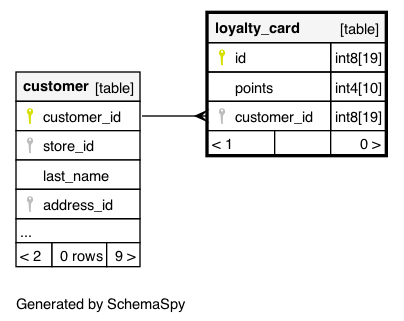 loyalty_card [table]
id int8[19]
points int4[10]
customer_id int8[19]
< 1 0 >
customer [table]
customer_id
store_id
last_name
address_id
...
< 2 0 rows 9 >
Generated by SchemaSpy